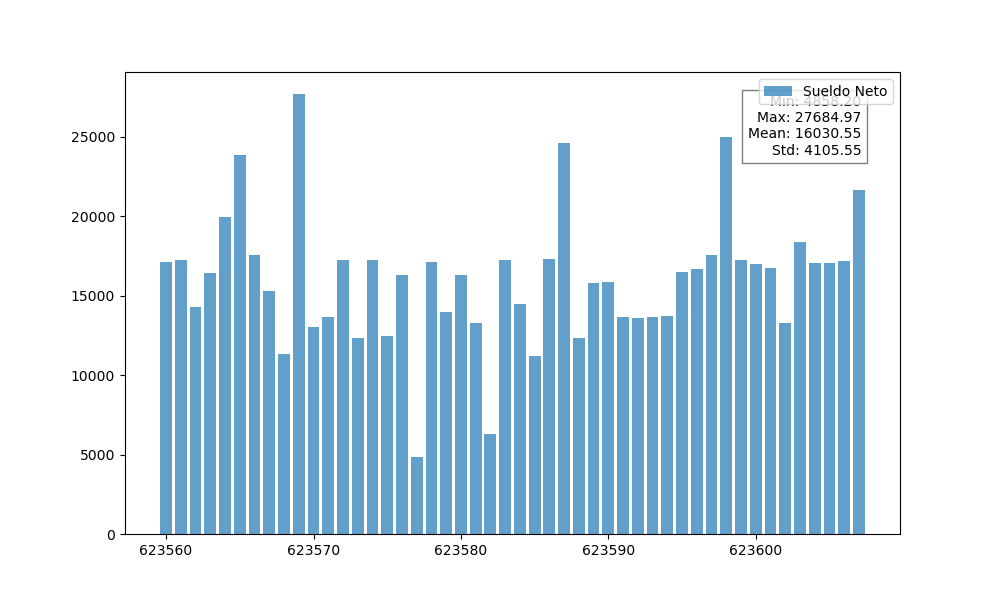 Sueldo Neto
Min: 4858.20
Max: 27684.97
Mean: 16030.55
Std: 4105.55
25000
20000
15000
10000
5000
0
623560 623570 623580 623590 623600